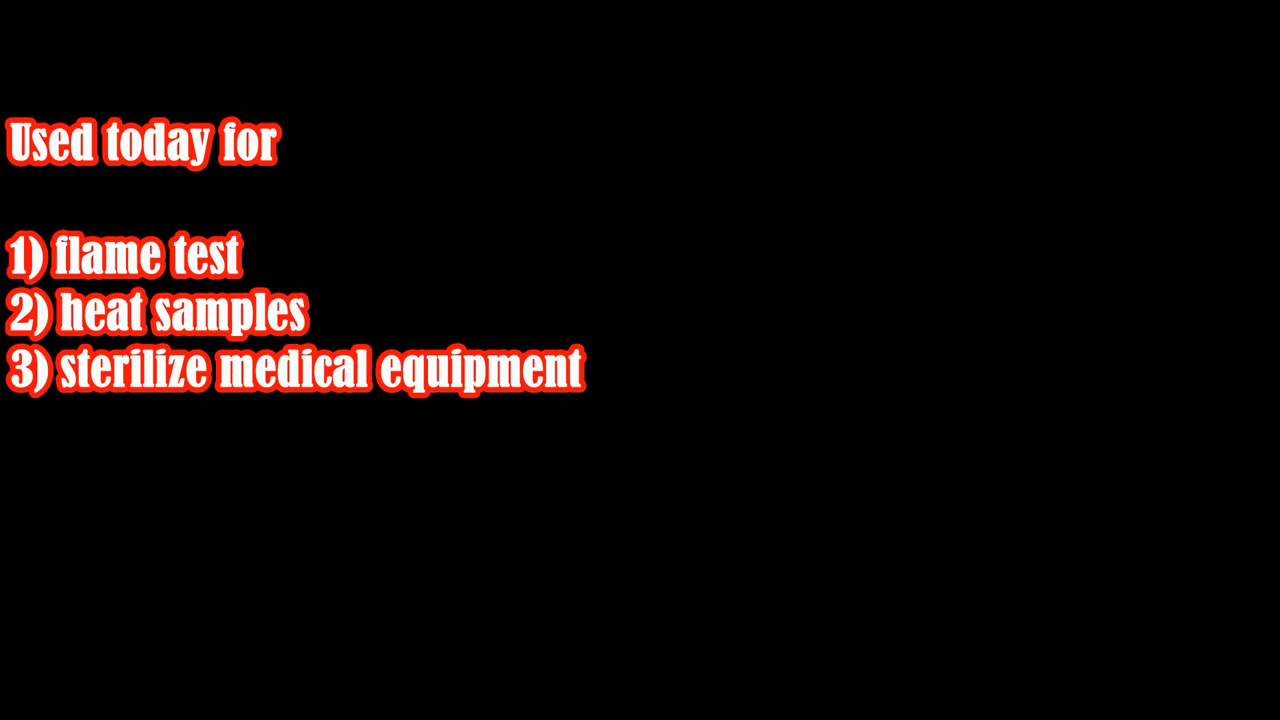 Used today for
1) flame test
2) heat samples
3) sterilize medical equipment